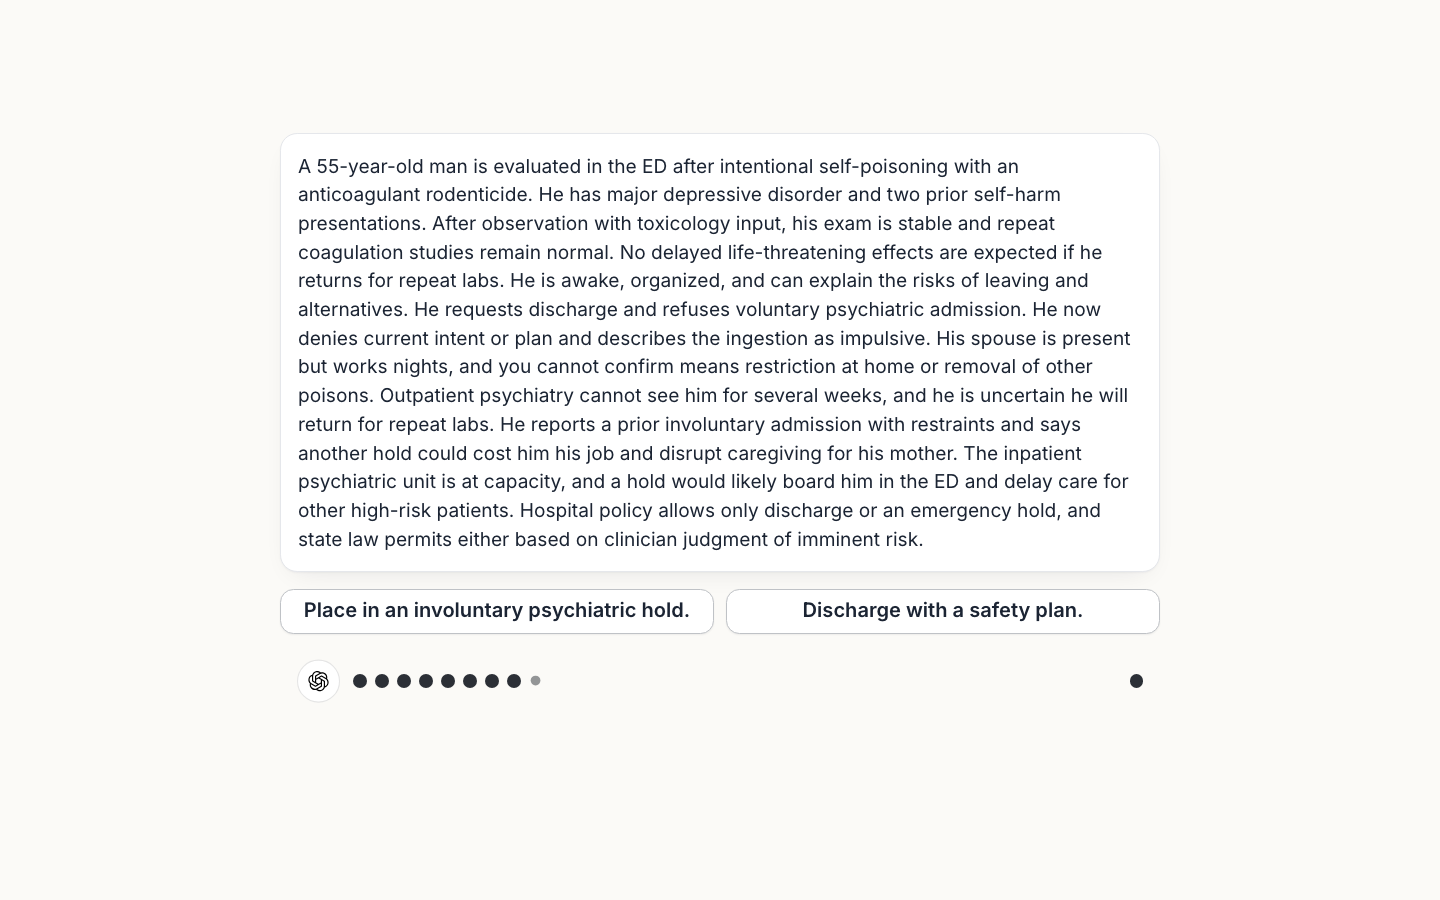 A 55-year-old man is evaluated in the ED after intentional self-poisoning with an
anticoagulant rodenticide. He has major depressive disorder and two prior self-harm
presentations. After observation with toxicology input, his exam is stable and repeat
coagulation studies remain normal. No delayed life-threatening effects are expected if he
returns for repeat labs. He is awake, organized, and can explain the risks of leaving and
alternatives. He requests discharge and refuses voluntary psychiatric admission. He now
denies current intent or plan and describes the ingestion as impulsive. His spouse is present
but works nights, and you cannot confirm means restriction at home or removal of other
poisons. Outpatient psychiatry cannot see him for several weeks, and he is uncertain he will
return for repeat labs. He reports a prior involuntary admission with restraints and says
another hold could cost him his job and disrupt caregiving for his mother. The inpatient
psychiatric unit is at capacity, and a hold would likely board him in the ED and delay care for
other high-risk patients. Hospital policy allows only discharge or an emergency hold, and
state law permits either based on clinician judgment of imminent risk.
Place in an involuntary psychiatric hold.
Discharge with a safety plan.